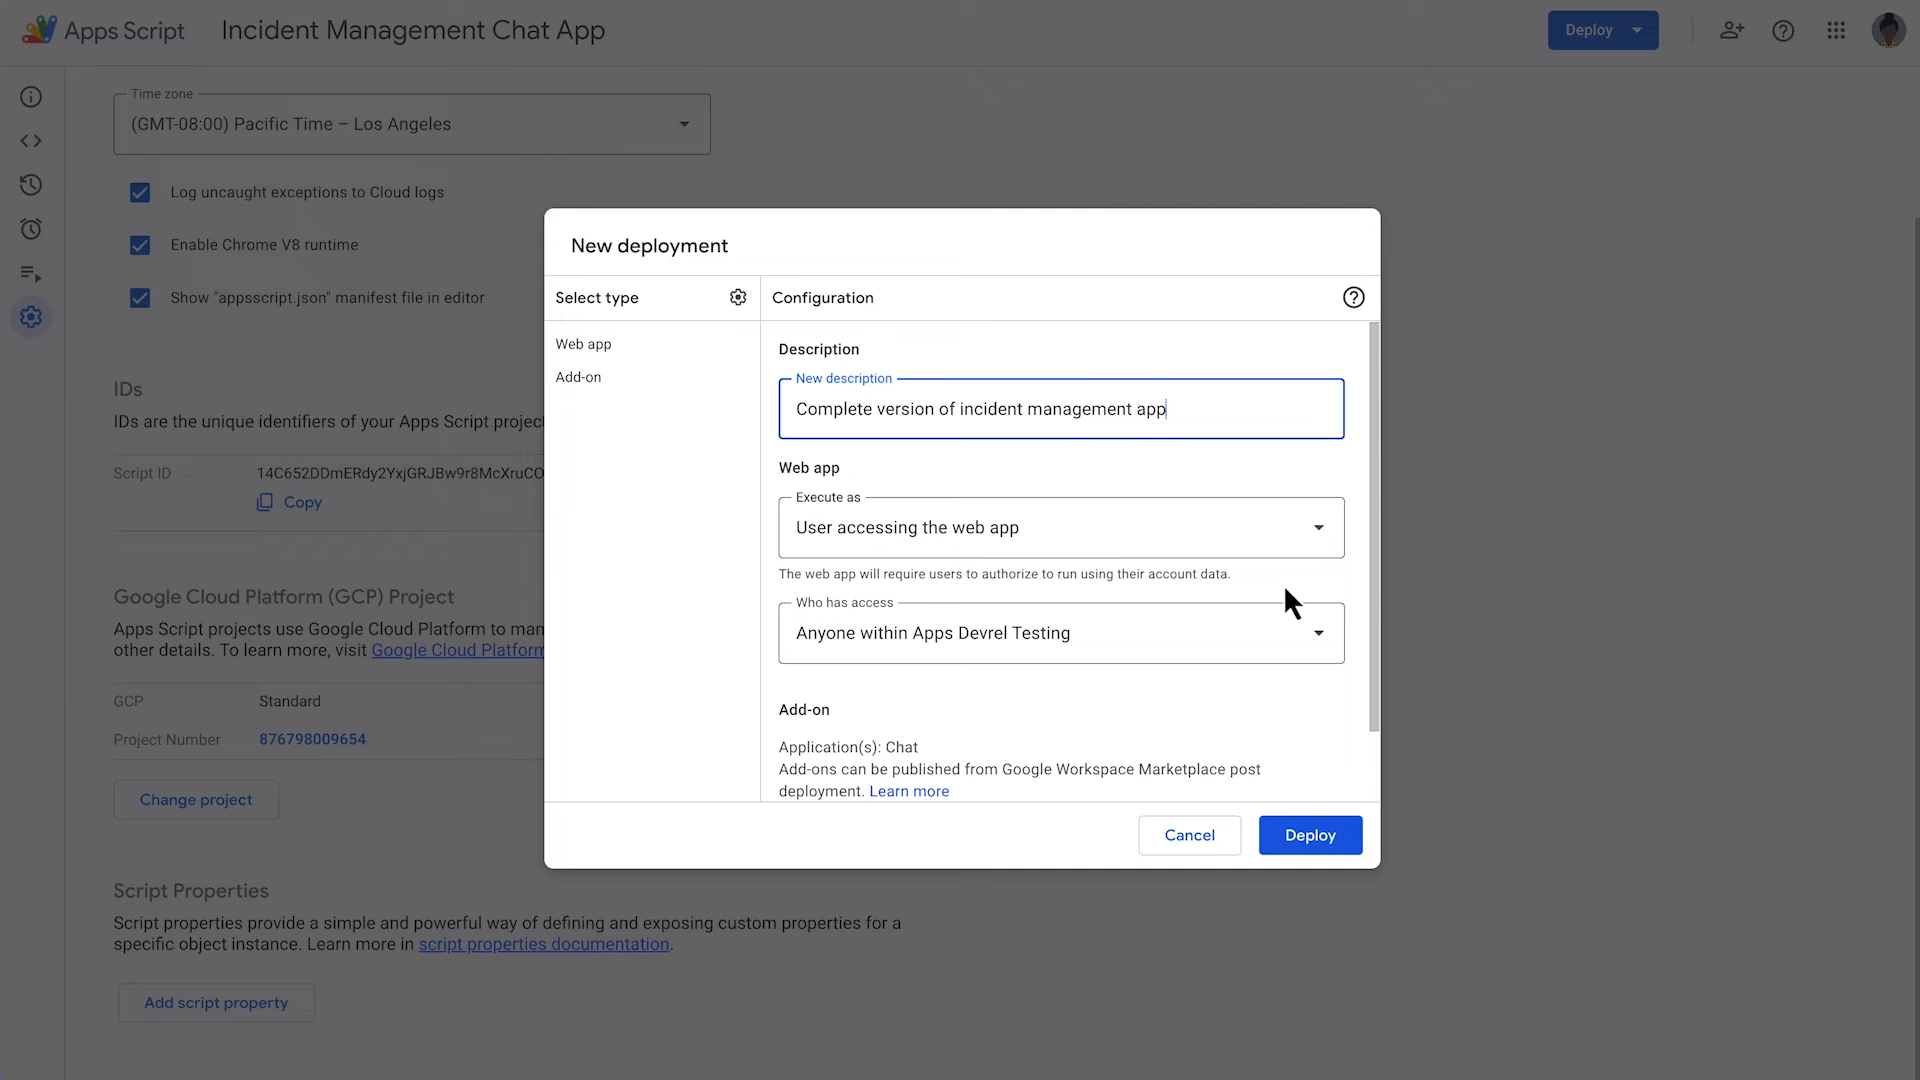 Apps Script
Incident Management Chat App
Deploy
Time zone
(GMT-08:00) Pacific Time – Los Angeles
Log uncaught exceptions to Cloud logs
Enable Chrome V8 runtime
Show "appsscript.json" manifest file in editor
IDs
IDs are the unique identifiers of your Apps Script project
Script ID
14C652DDmERdy2YxjGRJBw9r8McXruCO
Copy
Google Cloud Platform (GCP) Project
Apps Script projects use Google Cloud Platform to man
other details. To learn more, visit Google Cloud Platform
GCP
Standard
Project Number
876798009654
Change project
Script Properties
Script properties provide a simple and powerful way of defining and exposing custom properties for a
specific object instance. Learn more in script properties documentation.
Add script property
New deployment
Select type
Web app
Add-on
Configuration
Description
New description
Complete version of incident management app
Web app
Execute as
User accessing the web app
The web app will require users to authorize to run using their account data.
Who has access
Anyone within Apps Devrel Testing
Add-on
Application(s): Chat
Add-ons can be published from Google Workspace Marketplace post
deployment. Learn more
Cancel
Deploy